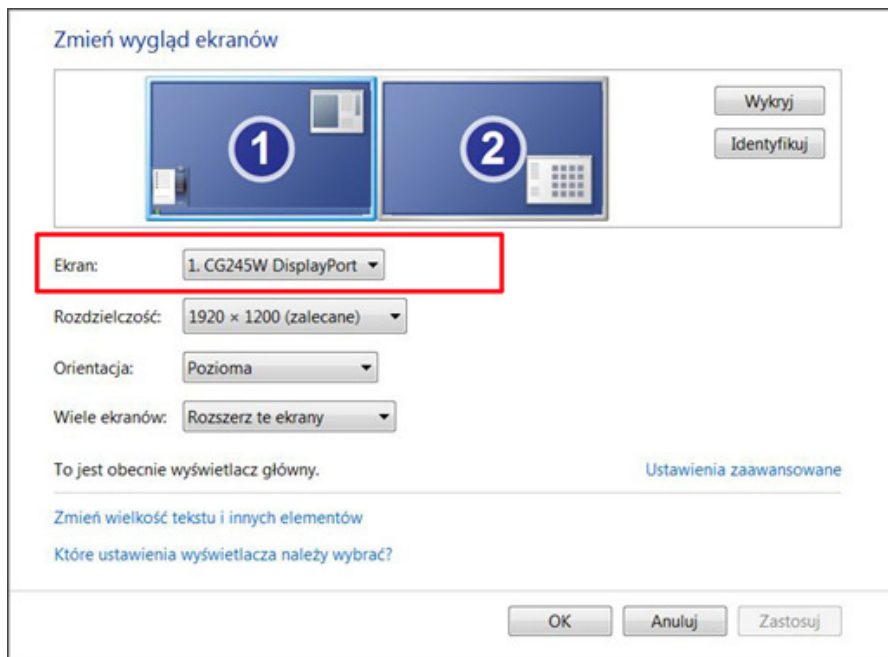 Zmień wygląd ekranów
1
2
Wykryj
Identyfikuj
Ekran: 1. CG245W DisplayPort
Rozdzielczość: 1920 × 1200 (zalecane)
Orientacja: Pozioma
Wiele ekranów: Rozszerz te ekrany
To jest obecnie wyświetlacz główny. Ustawienia zaawansowane
Zmień wielkość tekstu i innych elementów
Które ustawienia wyświetlacza należy wybrać?
OK Anuluj Zastosuj